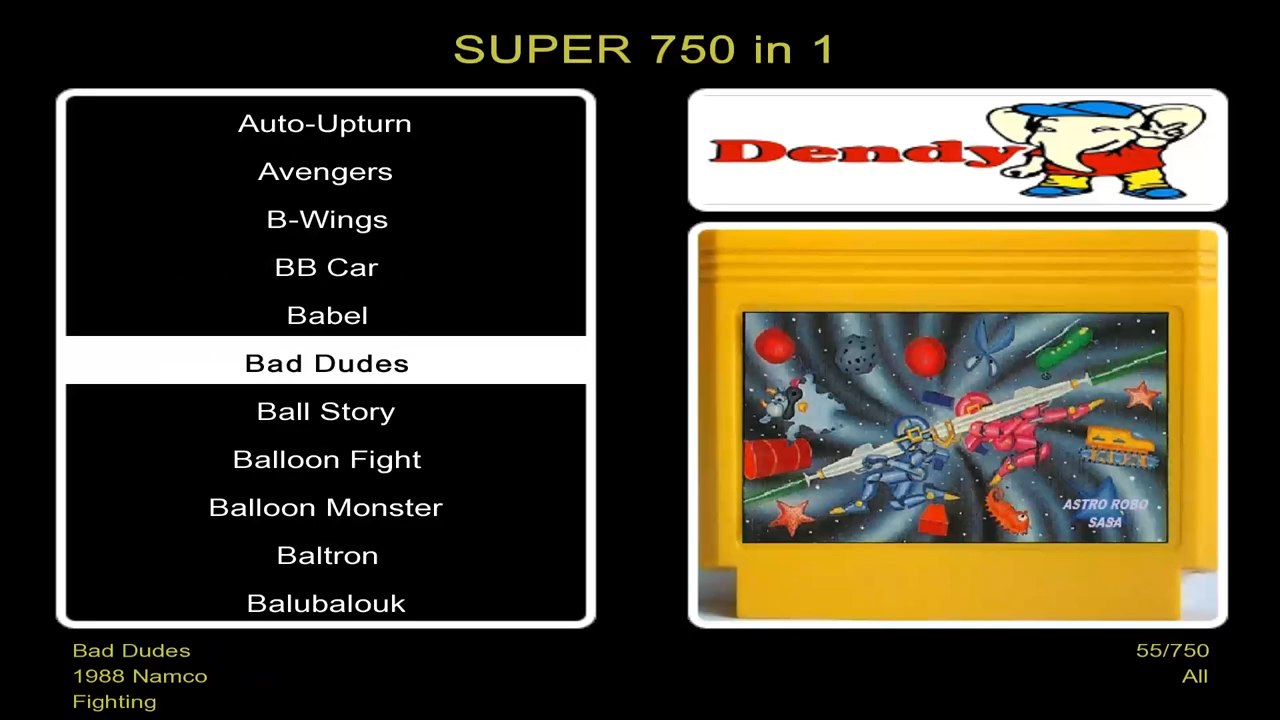 SUPER 750 in 1
Auto-Upturn
Avengers
B-Wings
BB Car
Babel
Bad Dudes
Ball Story
Balloon Fight
Balloon Monster
Baltron
Balubalouk
Dendy
ASTRO ROBO
SASA
Bad Dudes
1988 Namco
Fighting
55/750
All